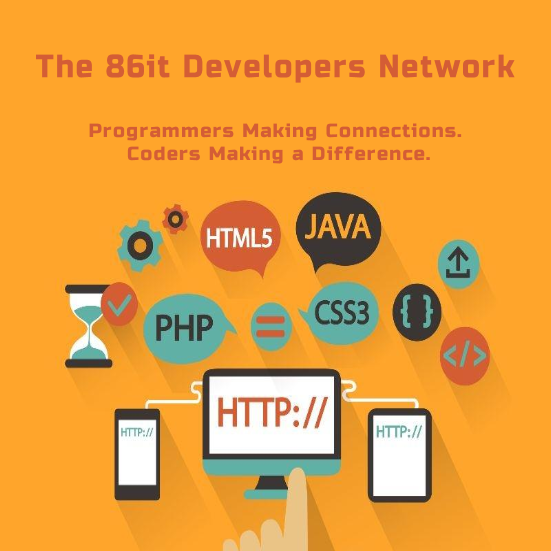 The 86it Developers Network
Programmers Making Connections.
Coders Making a Difference.
HTML5
JAVA
PHP
=
CSS3
{ }
</>
HTTP://
HTTP://
HTTP://